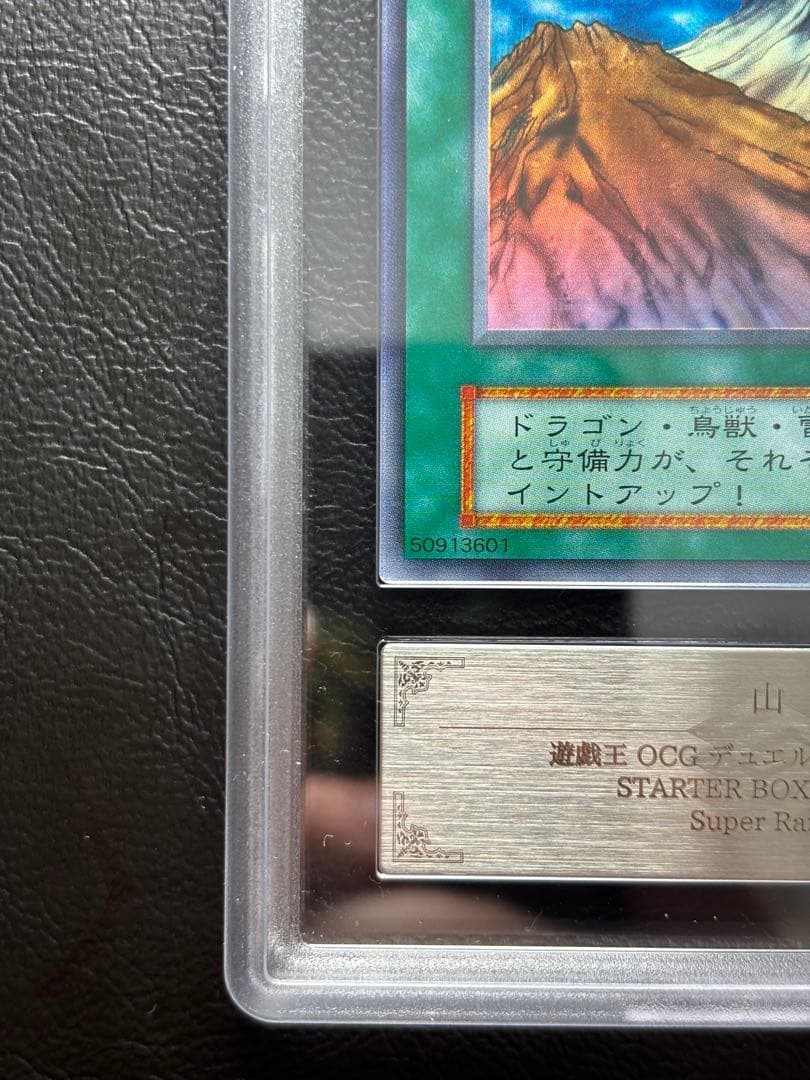 ちょうじゅう
ドラゴン・鳥獣・
しゅ び りょく
と守備力が、それぞ
イントアップ!
50913601
山
遊戯王 OCG デュエル
STARTER BOX
Super Ra